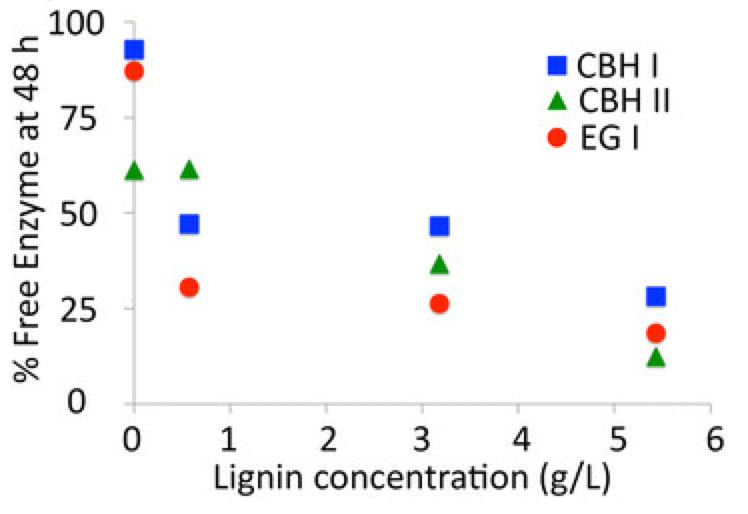 100
75
50
25
0
% Free Enzyme at 48 h
CBH I
CBH II
EG I
0 1 2 3 4 5 6
Lignin concentration (g/L)